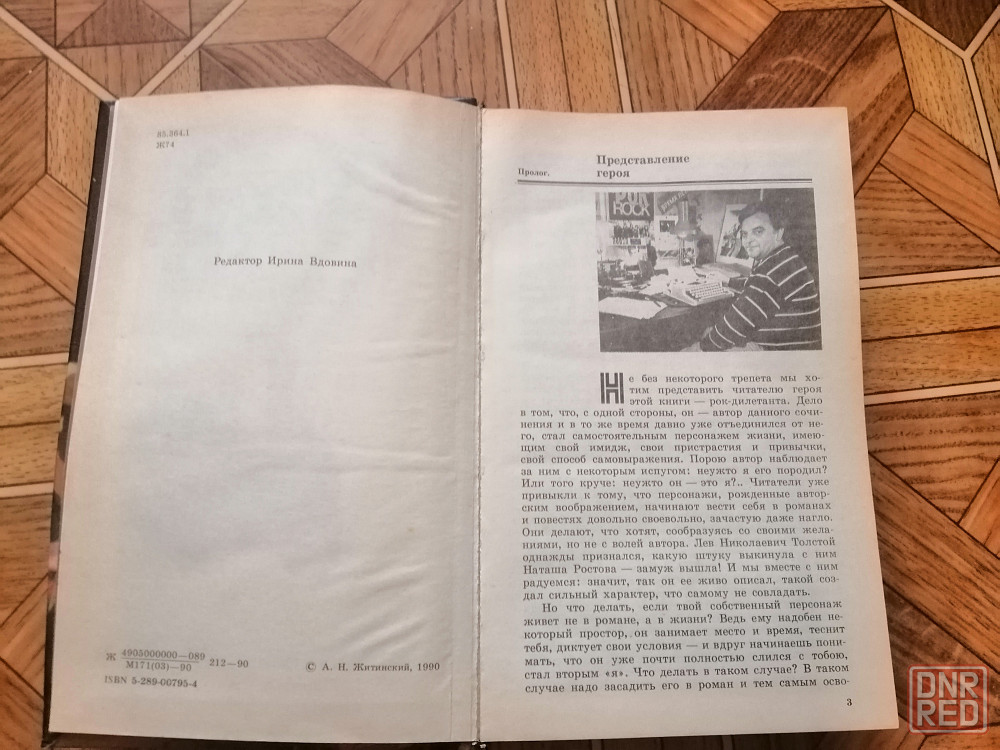 85.364.1
Ж74
Редактор Ирина Вдовина
Ж 4905000000—089
М171(03)—90
212—90
© А. Н. Житинский, 1990
ISBN 5-289-00795-4
Пролог.
Представление
героя
ROCK
Не без некоторого трепета мы хо-
тим представить читателю героя
этой книги — рок-дилетанта. Дело
в том, что, с одной стороны, он — автор данного сочи-
нения и в то же время давно уже отъединился от не-
го, стал самостоятельным персонажем жизни, имею-
щим свой имидж, свои пристрастия и привычки,
свой способ самовыражения. Порою автор наблюдает
за ним с некоторым испугом: неужто я его породил?
Или того круче: неужто он — это я?.. Читатели уже
привыкли к тому, что персонажи, рожденные автор-
ским воображением, начинают вести себя в романах
и повестях довольно своевольно, зачастую даже нагло.
Они делают, что хотят, сообразуясь со своими жела-
ниями, но не с волей автора. Лев Николаевич Толстой
однажды признался, какую штуку выкинула с ним
Наташа Ростова — замуж вышла! И мы вместе с ним
радуемся: значит, так он ее живо описал, такой соз-
дал сильный характер, что самому не совладать.
Но что делать, если твой собственный персонаж
живет не в романе, а в жизни? Ведь ему надобен не-
который простор, он занимает место и время, теснит
тебя, диктует свои условия — и вдруг начинаешь пони-
мать, что он уже почти полностью слился с тобою,
стал вторым «я». Что делать в таком случае? В таком
случае надо засадить его в роман и тем самым осво-
3
DNR
RED